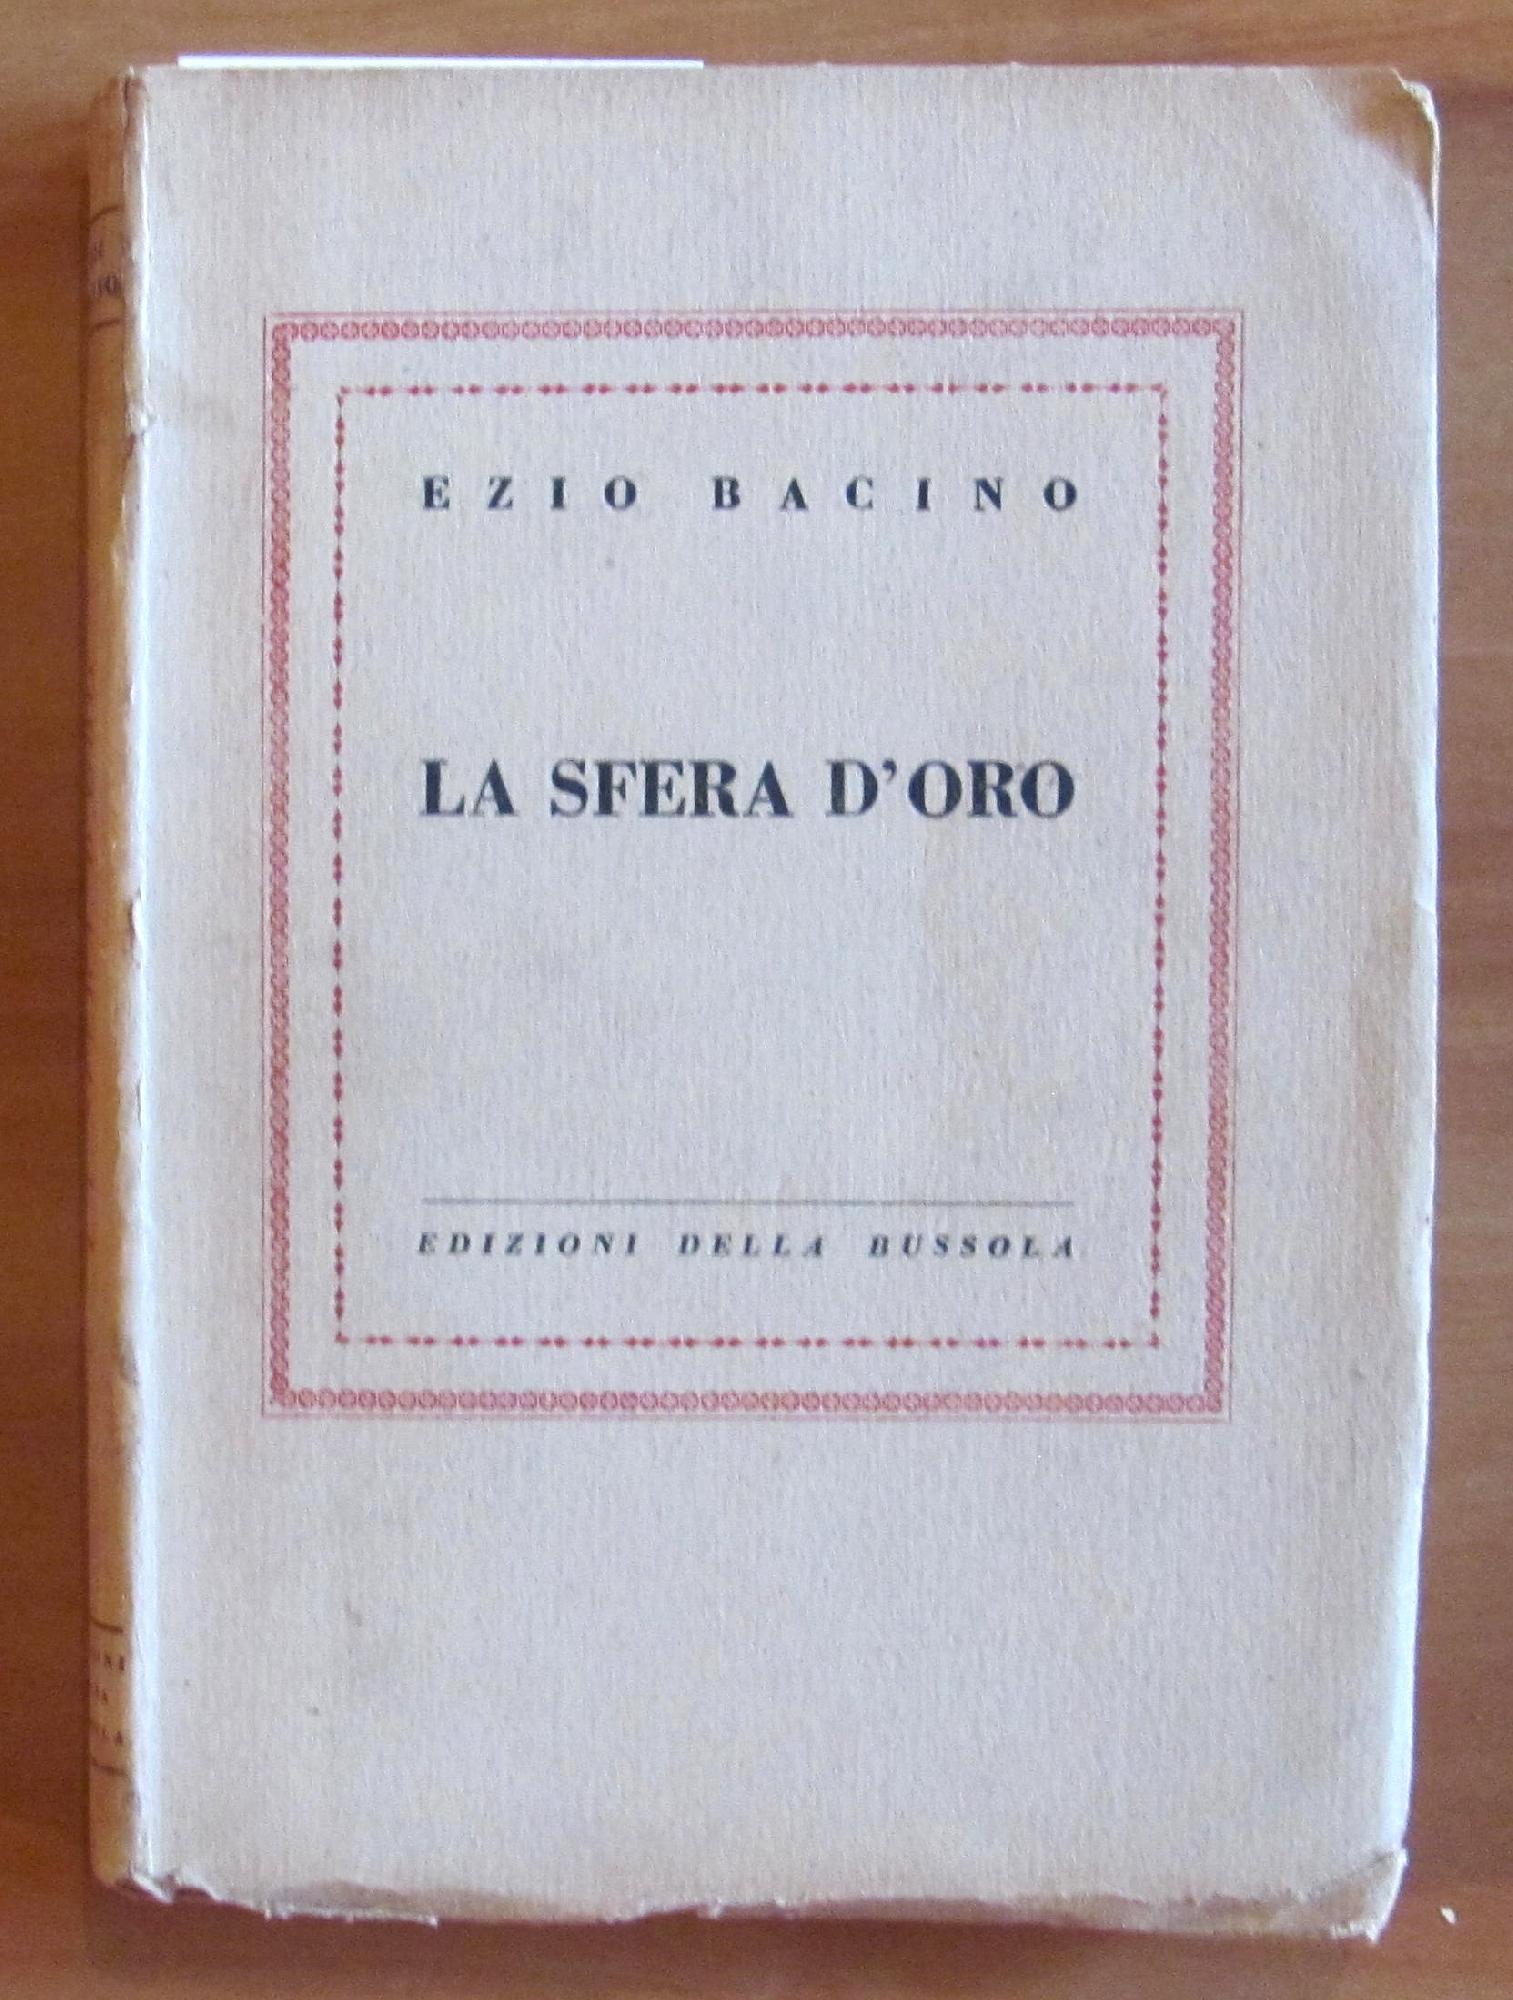 EZIO BACINO
LA SFERA D'ORO
EDIZIONI DELLA BUSSOLA